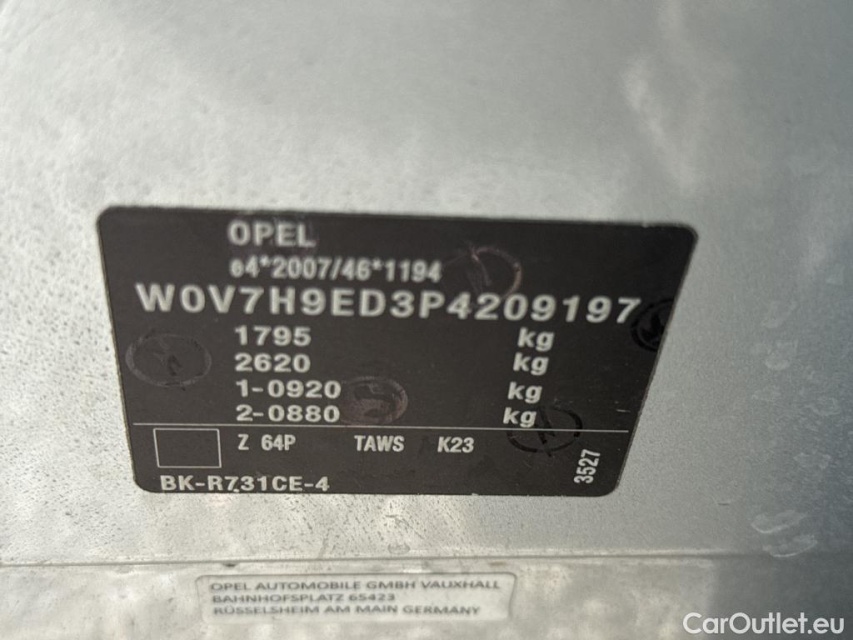 OPEL
e4*2007/46*1194
W0V7H9ED3P4209197
1795 kg
2620 kg
1-0920 kg
2-0880 kg
Z 64P TAWS K23
3527
BK-R731CE-4
OPEL AUTOMOBILE GMBH VAUXHALL
BAHNHOFSPLATZ 65423
RÜSSELSHEIM AM MAIN GERMANY
CarOutlet.eu